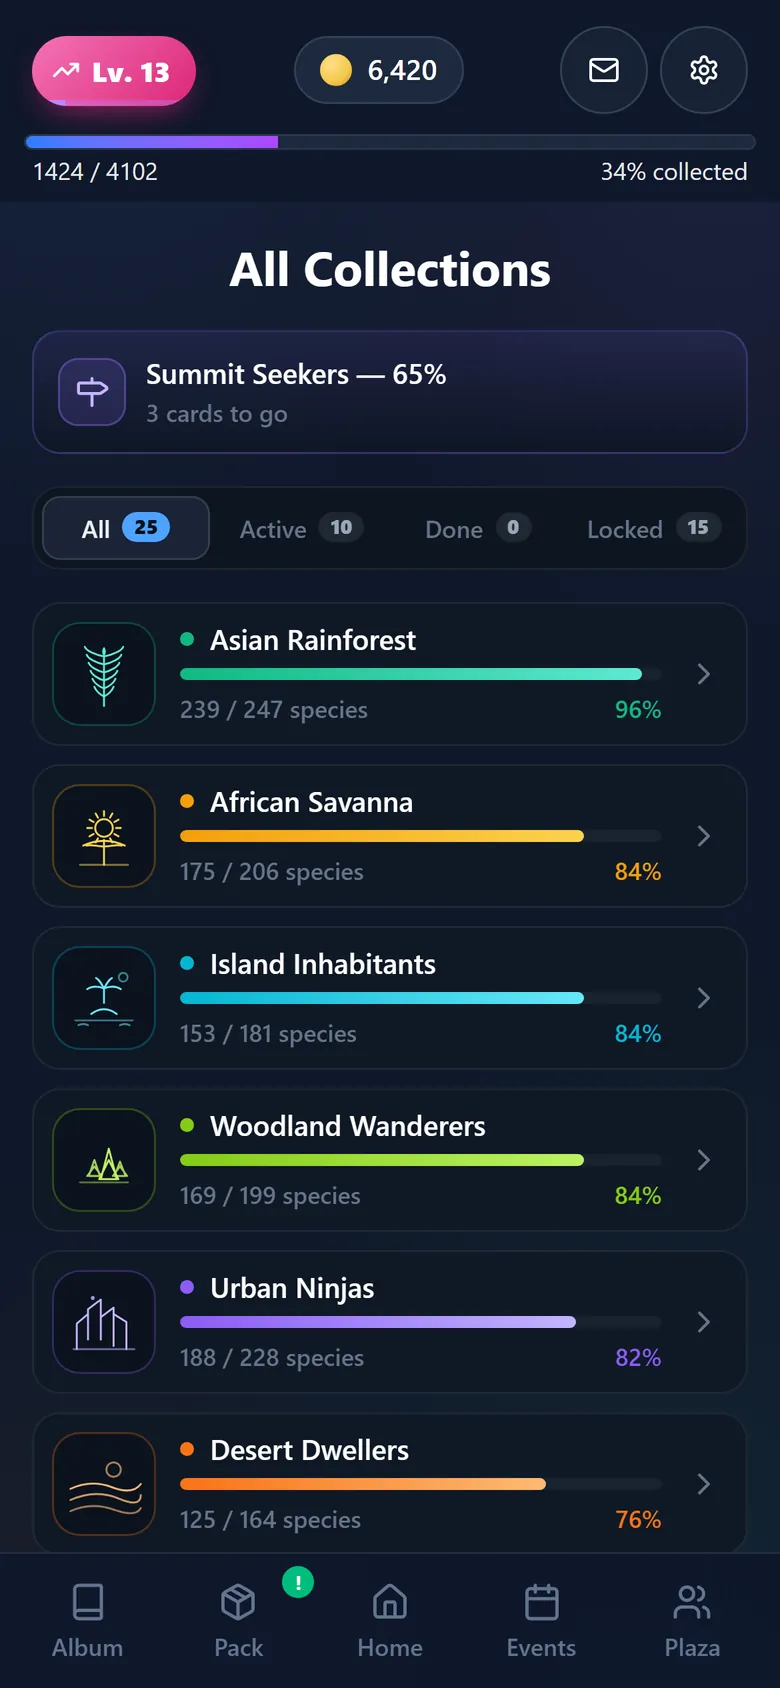 Lv. 13
6,420
1424 / 4102
34% collected
All Collections
Summit Seekers — 65%
3 cards to go
All 25
Active 10
Done 0
Locked 15
Asian Rainforest
239 / 247 species
96%
African Savanna
175 / 206 species
84%
Island Inhabitants
153 / 181 species
84%
Woodland Wanderers
169 / 199 species
84%
Urban Ninjas
188 / 228 species
82%
Desert Dwellers
125 / 164 species
76%
!
Album
Pack
Home
Events
Plaza